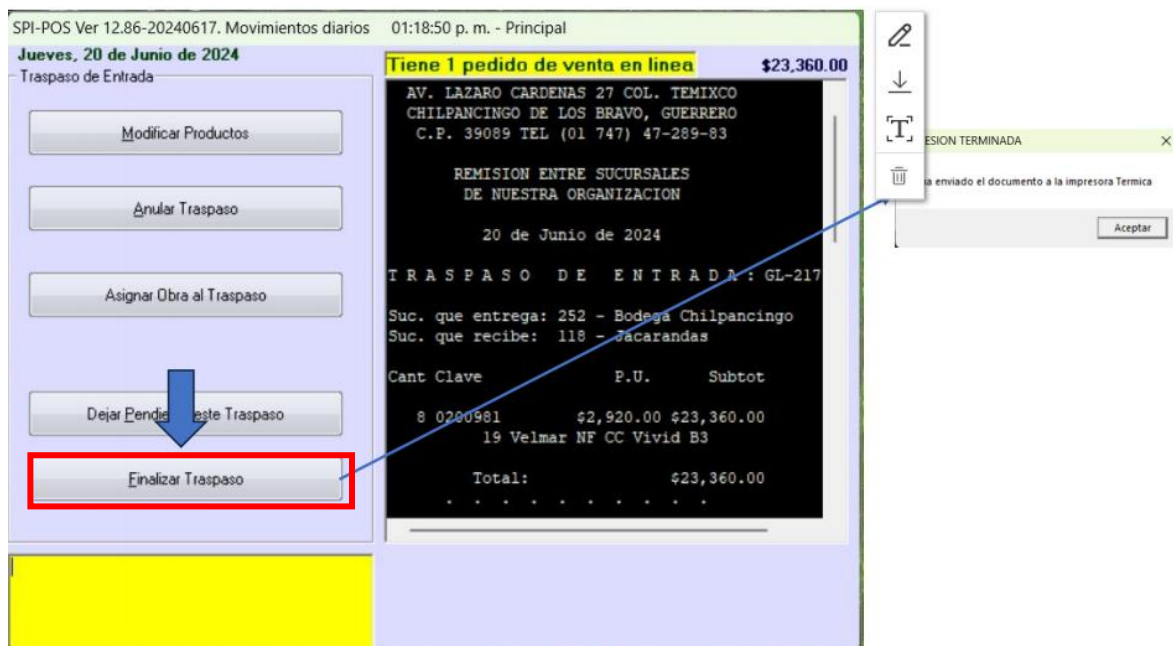 SPI-POS Ver 12.86-20240617. Movimientos diarios 01:18:50 p. m. - Principal
Jueves, 20 de Junio de 2024
Traspaso de Entrada
Modificar Productos
Anular Traspaso
Asignar Obra al Traspaso
Dejar Pendie este Traspaso
Finalizar Traspaso
Tiene 1 pedido de venta en linea $23,360.00
AV. LAZARO CARDENAS 27 COL. TEMIXCO
CHILPANCINGO DE LOS BRAVO, GUERRERO
C.P. 39089 TEL (01 747) 47-289-83
REMISION ENTRE SUCURSALES
DE NUESTRA ORGANIZACION
20 de Junio de 2024
T R A S P A S O D E E N T R A D A : GL-217
Suc. que entrega: 252 - Bodega Chilpancingo
Suc. que recibe: 118 - Jacarandas
Cant Clave P.U. Subtot
8 0200981 $2,920.00 $23,360.00
19 Velmar NF CC Vivid B3
Total: $23,360.00
. . . . . . . . . .
ESION TERMINADA
a enviado el documento a la impresora Termica
Aceptar